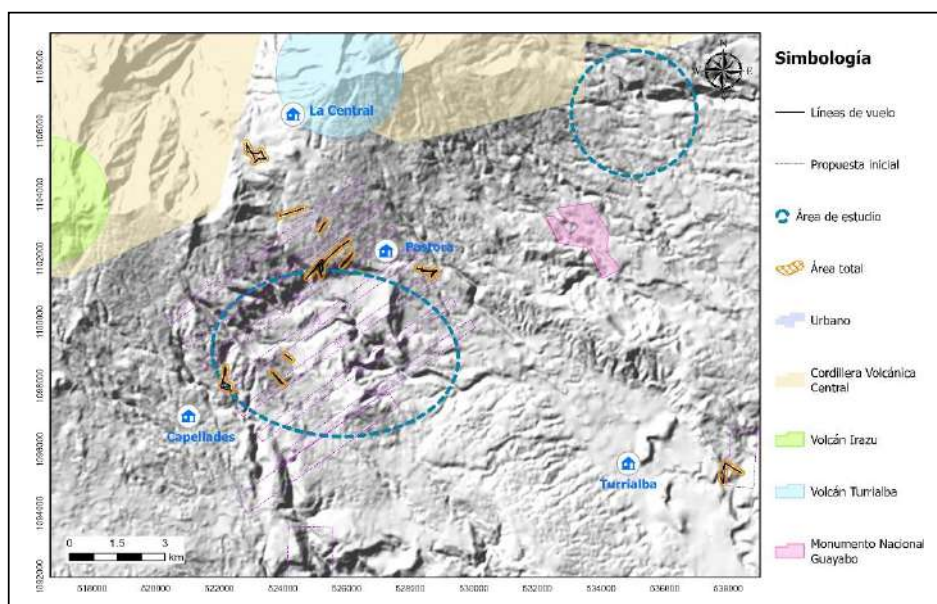 Simbología
Líneas de vuelo
Propuesta inicial
Área de estudio
Área total
Urbano
Cordillera Volcánica
Central
Volcán Irazu
Volcán Turrialba
Monumento Nacional
Guayabo
N
W
E
La Central
Pastora
Capellades
Turrialba
0 1.5 3
km
1108000
1106000
1104000
1102000
1100000
1098000
1096000
1094000
1092000
518000 520000 522000 524000 526000 528000 530000 532000 534000 536000 538000